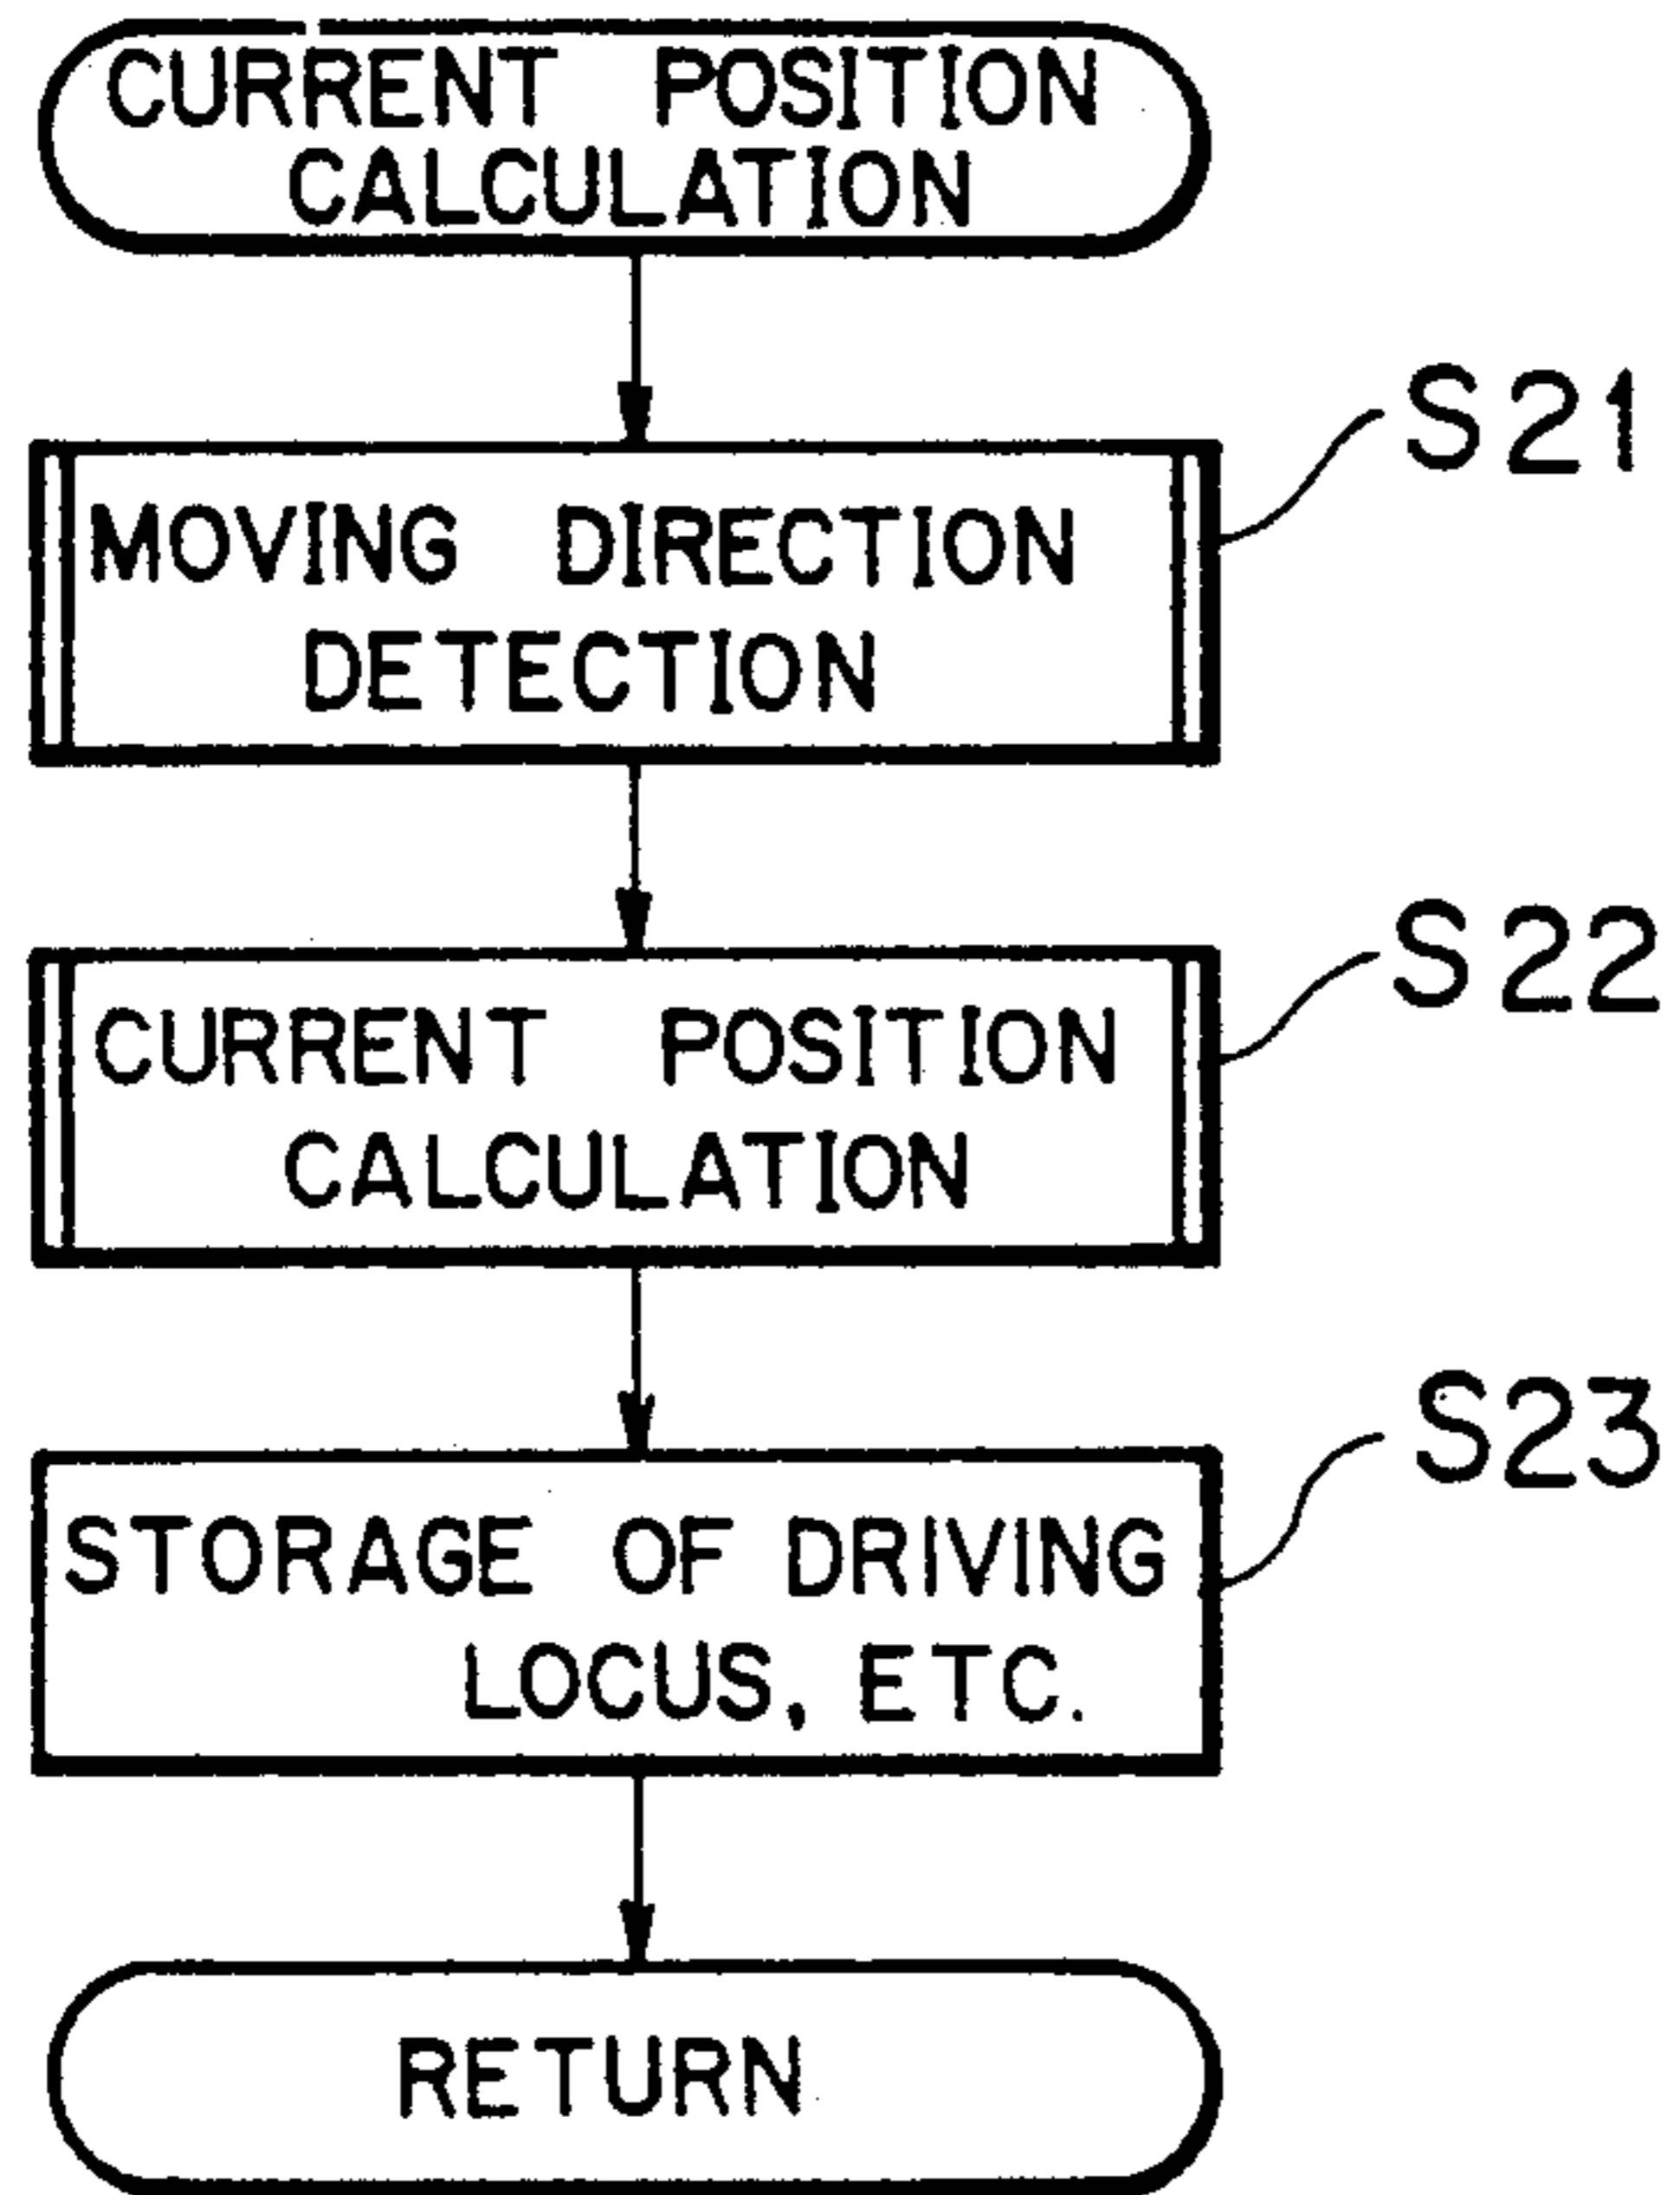 CURRENT POSITION
CALCULATION
S21
MOVING DIRECTION
DETECTION
S22
CURRENT POSITION
CALCULATION
S23
STORAGE OF DRIVING
LOCUS, ETC.
RETURN